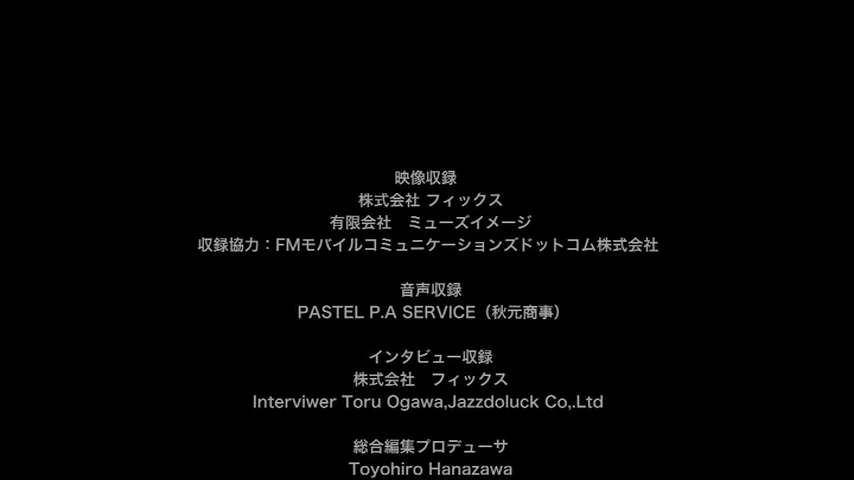 映像収録
株式会社 フィックス
有限会社　ミューズイメージ
収録協力：FMモバイルコミュニケーションズドットコム株式会社
音声収録
PASTEL P.A SERVICE（秋元商事）
インタビュー収録
株式会社　フィックス
Interviwer Toru Ogawa,Jazzdoluck Co,.Ltd
総合編集プロデューサ
Toyohiro Hanazawa